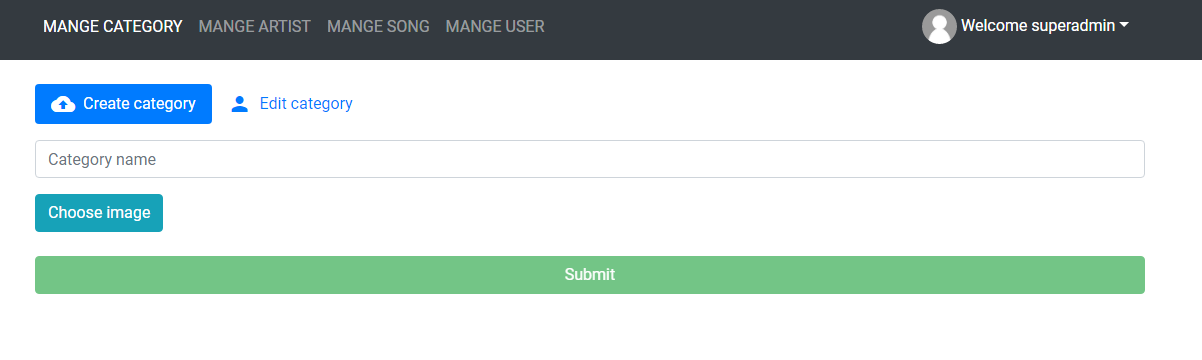 MANGE CATEGORY MANGE ARTIST MANGE SONG MANGE USER Welcome superadmin
Create category Edit category
Category name
Choose image
Submit